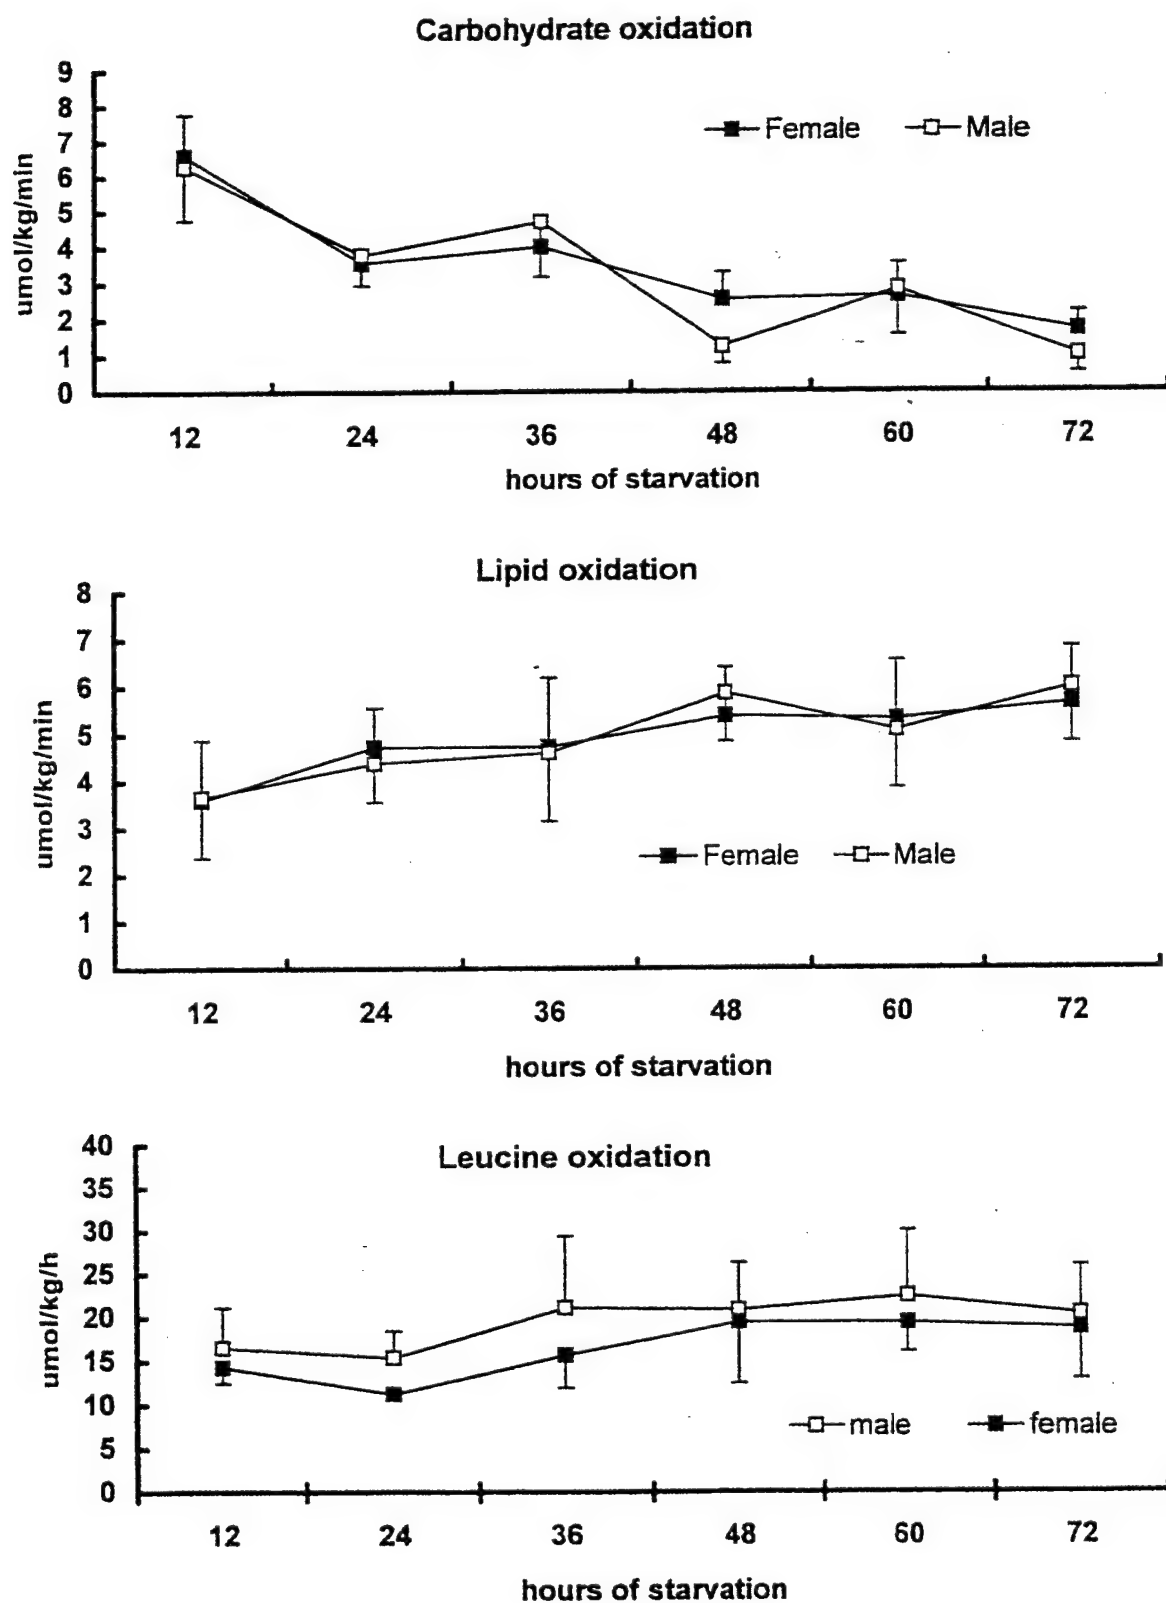 Carbohydrate oxidation
9
8
7
6
5
4
3
2
1
0
umol/kg/min
Female Male
12 24 36 48 60 72
hours of starvation
Lipid oxidation
8
7
6
5
4
3
2
1
0
umol/kg/min
Female Male
12 24 36 48 60 72
hours of starvation
Leucine oxidation
40
35
30
25
20
15
10
5
0
umol/kg/h
male female
12 24 36 48 60 72
hours of starvation